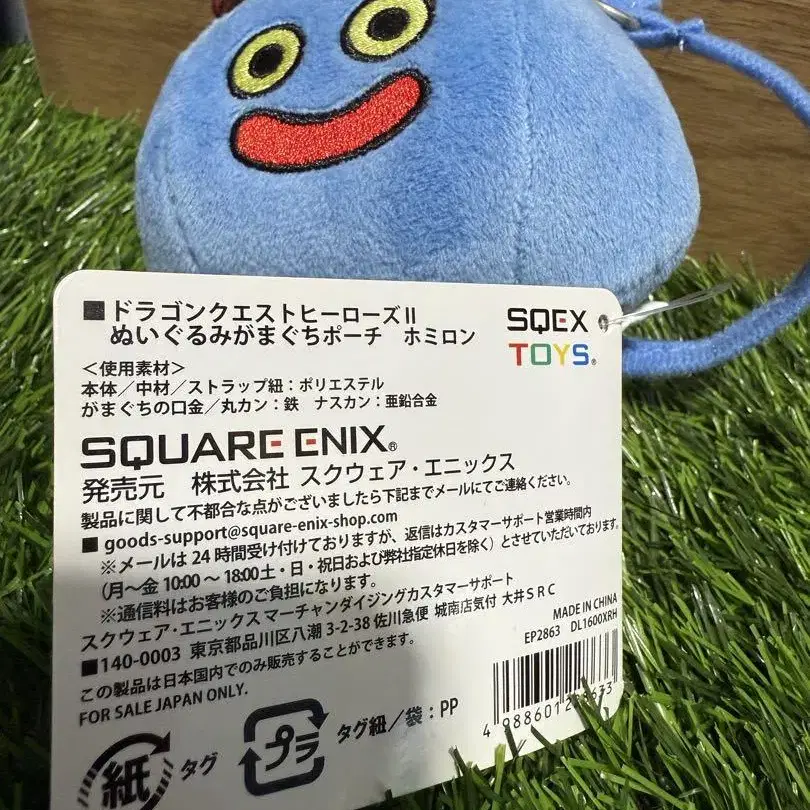 ■ドラゴンクエストヒーローズII
ぬいぐるみがまぐちポーチ ホミロン
SQEX
TOYS®
＜使用素材＞
本体／中材／ストラップ紐：ポリエステル
がまぐちの口金／丸カン：鉄 ナスカン：亜鉛合金
SQUARE ENIX®
発売元 株式会社 スクウェア・エニックス
製品に関して不都合な点がございましたら下記までメールにてご連絡ください。
■ goods-support@square-enix-shop.com
※メールは24時間受け付けておりますが、返信はカスタマーサポート営業時間内
（月〜金 10:00 〜 18:00 土・日・祝日および弊社指定休日を除く）とさせていただいております。
※通信料はお客様のご負担になります。
スクウェア・エニックス マーチャンダイジングカスタマーサポート
■140-0003 東京都品川区八潮 3-2-38 佐川急便 城南店気付 大井ＳＲＣ
この製品は日本国内でのみ販売することができます。
FOR SALE JAPAN ONLY.
MADE IN CHINA
EP2863 DL1600XRH
紙 タグ
プラ タグ紐／袋：PP